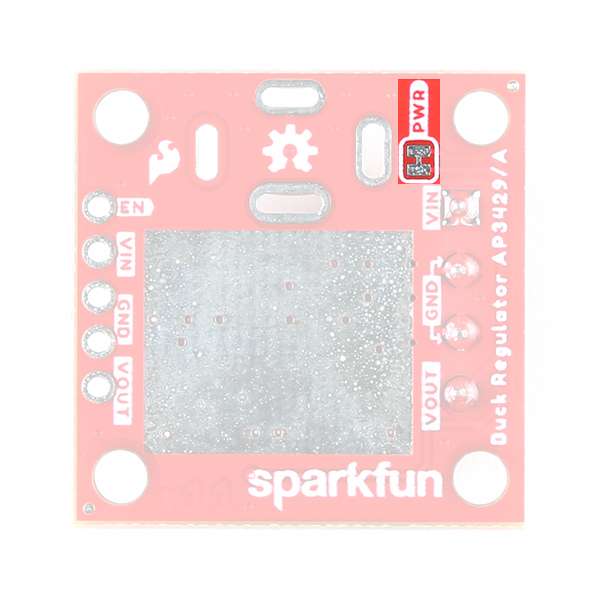 PWR
EN
VIN
GND
VOUT
VIN
GND
VOUT
Buck Regulator AP3429/A
sparkfun